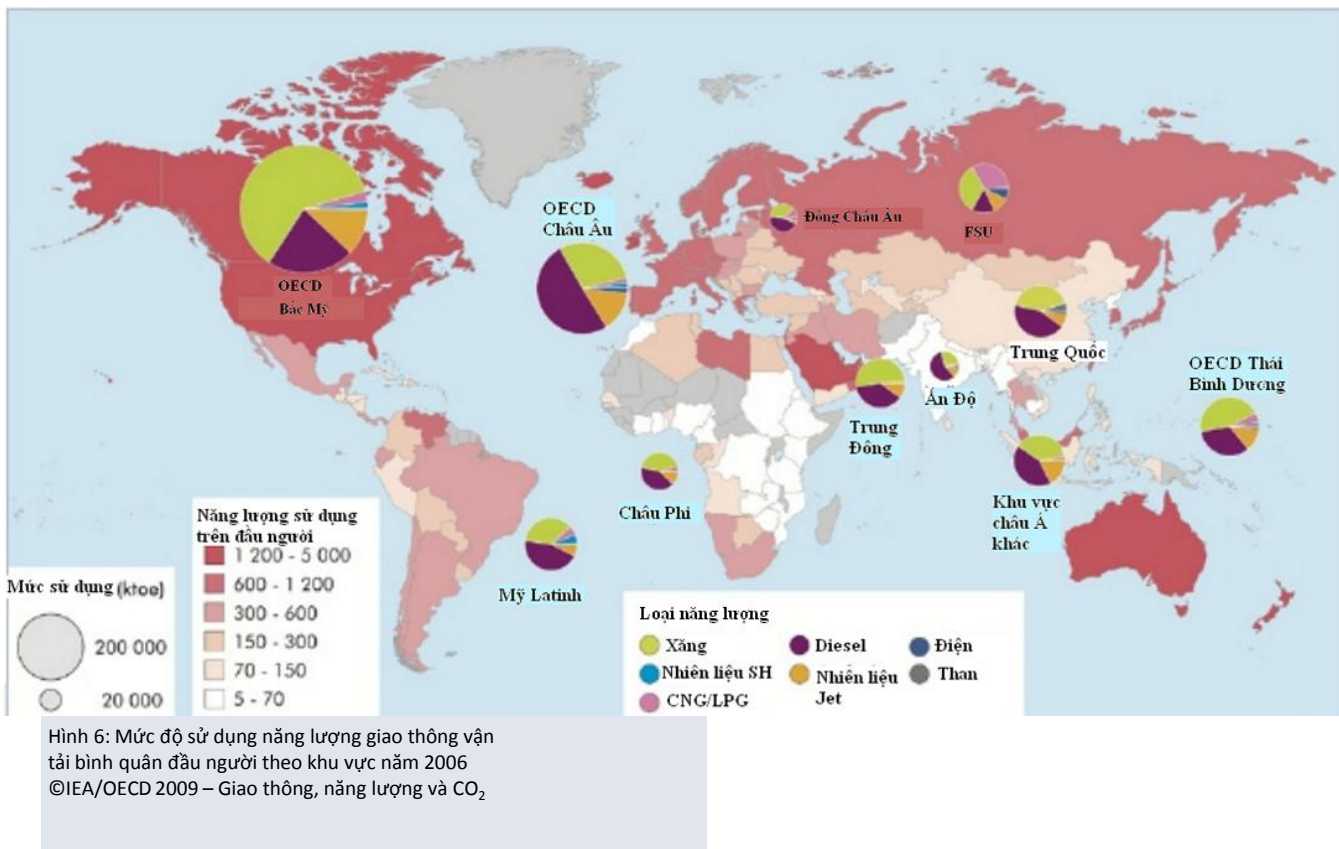 OECD
Châu Âu
Đông Châu Âu
FSU
OECD
Bắc Mỹ
Trung Quốc
OECD Thái
Bình Dương
Ấn Độ
Trung
Đông
Khu vực
châu Á
khác
Châu Phi
Mỹ Latinh
Mức sử dụng (ktoe)
200 000
20 000
Năng lượng sử dụng
trên đầu người
1 200 - 5 000
600 - 1 200
300 - 600
150 - 300
70 - 150
5 - 70
Loại năng lượng
Xăng
Diesel
Điện
Nhiên liệu SH
Nhiên liệu
Jet
Than
CNG/LPG
Hình 6: Mức độ sử dụng năng lượng giao thông vận
tải bình quân đầu người theo khu vực năm 2006
©IEA/OECD 2009 – Giao thông, năng lượng và CO₂